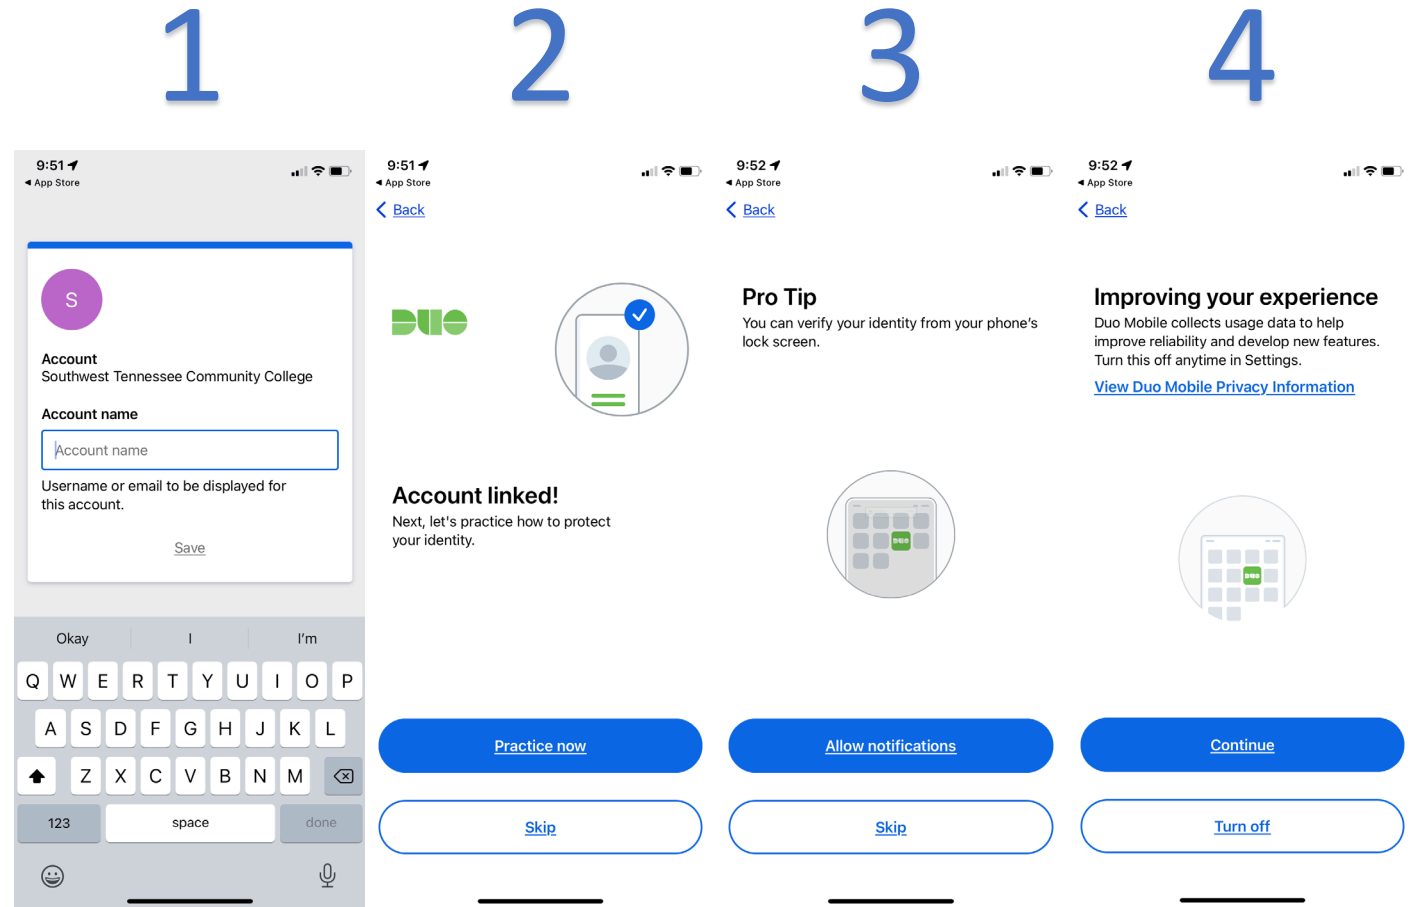 1
2
3
4
9:51
App Store
S
Account
Southwest Tennessee Community College
Account name
Account name
Username or email to be displayed for
this account.
Save
Okay
I
I'm
Q W E R T Y U I O P
A S D F G H J K L
Z X C V B N M
123
space
done
9:51
App Store
Back
DUO
Account linked!
Next, let's practice how to protect
your identity.
Practice now
Skip
9:52
App Store
Back
Pro Tip
You can verify your identity from your phone's
lock screen.
DUO
Allow notifications
Skip
9:52
App Store
Back
Improving your experience
Duo Mobile collects usage data to help
improve reliability and develop new features.
Turn this off anytime in Settings.
View Duo Mobile Privacy Information
DUO
Continue
Turn off